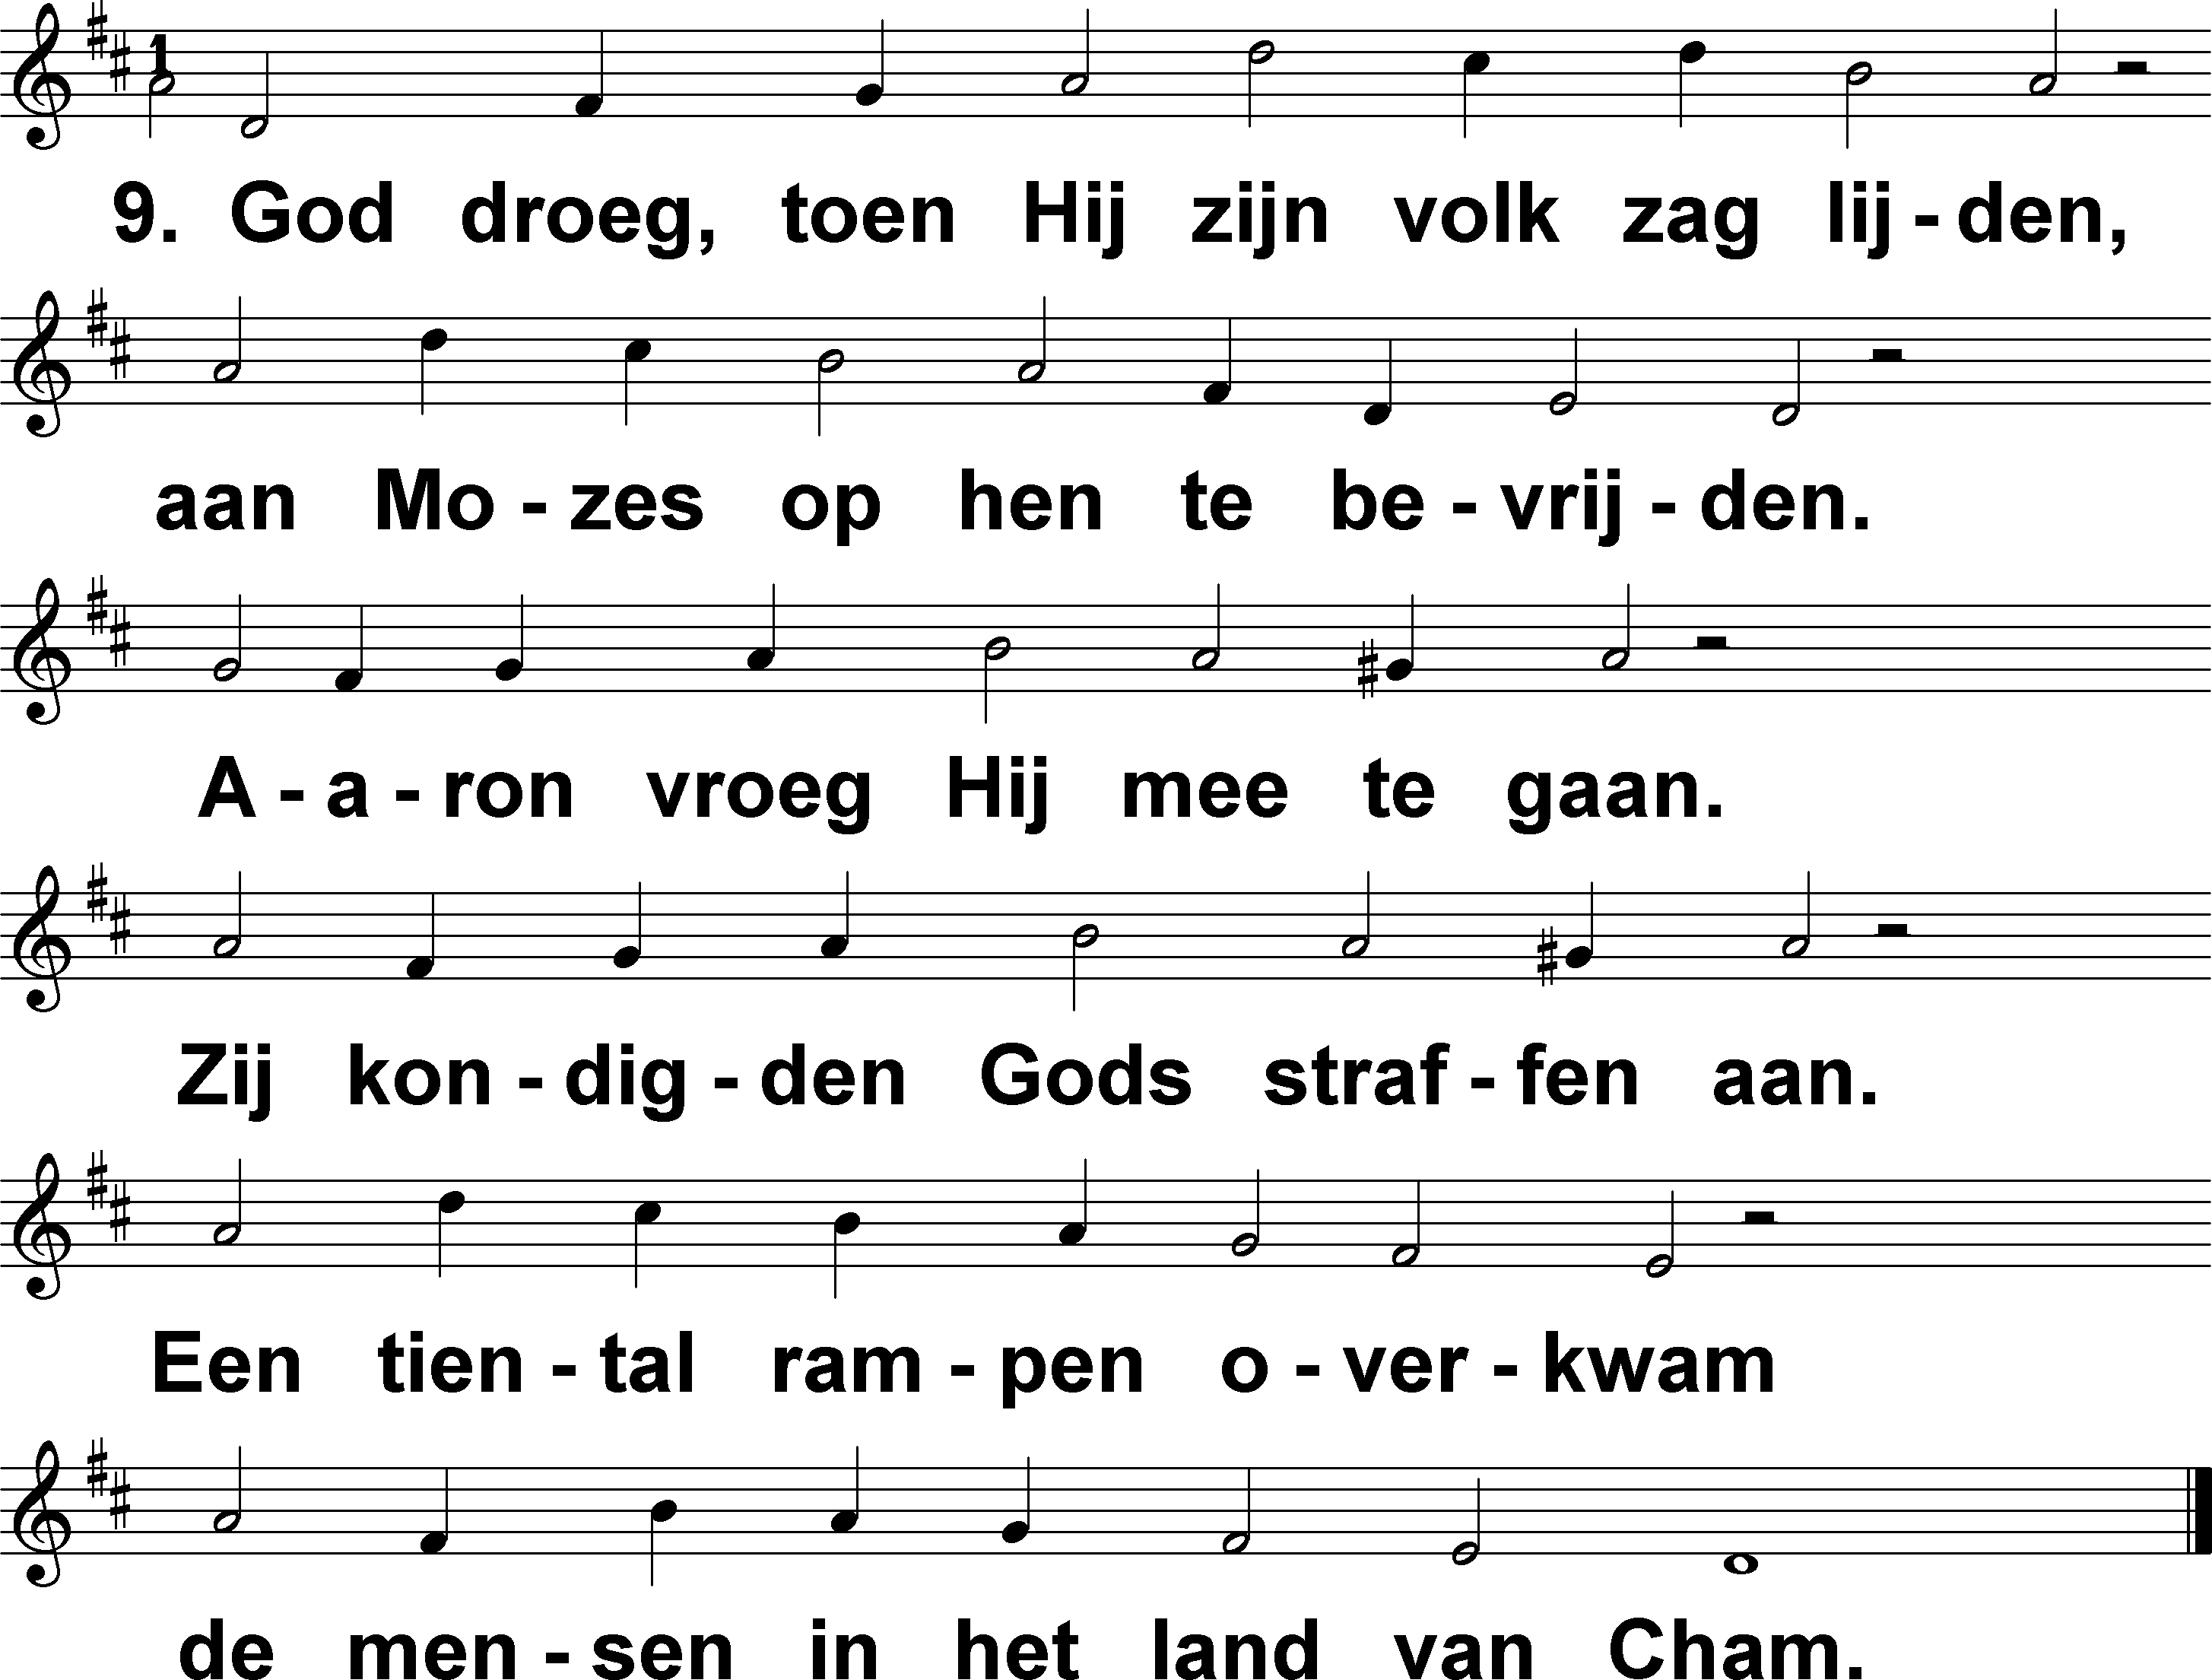 1
9. God droeg, toen Hij zijn volk zag lij - den,
aan Mo - zes op hen te be - vrij - den.
A - a - ron vroeg Hij mee te gaan.
Zij kon - dig - den Gods straf - fen aan.
Een tien - tal ram - pen o - ver - kwam
de men - sen in het land van Cham.